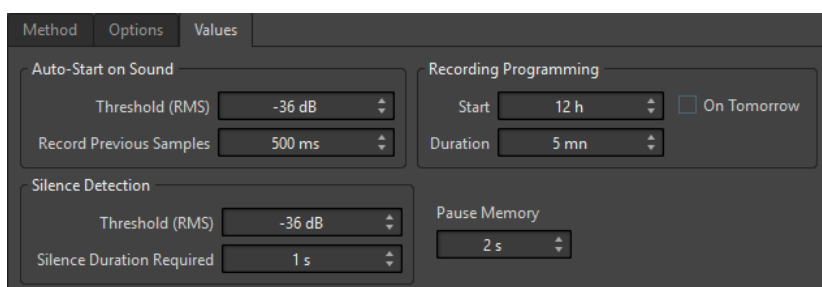 Method Options Values
Auto-Start on Sound
Threshold (RMS) -36 dB
Record Previous Samples 500 ms
Recording Programming
Start 12 h On Tomorrow
Duration 5 mn
Silence Detection
Threshold (RMS) -36 dB
Silence Duration Required 1 s
Pause Memory
2 s